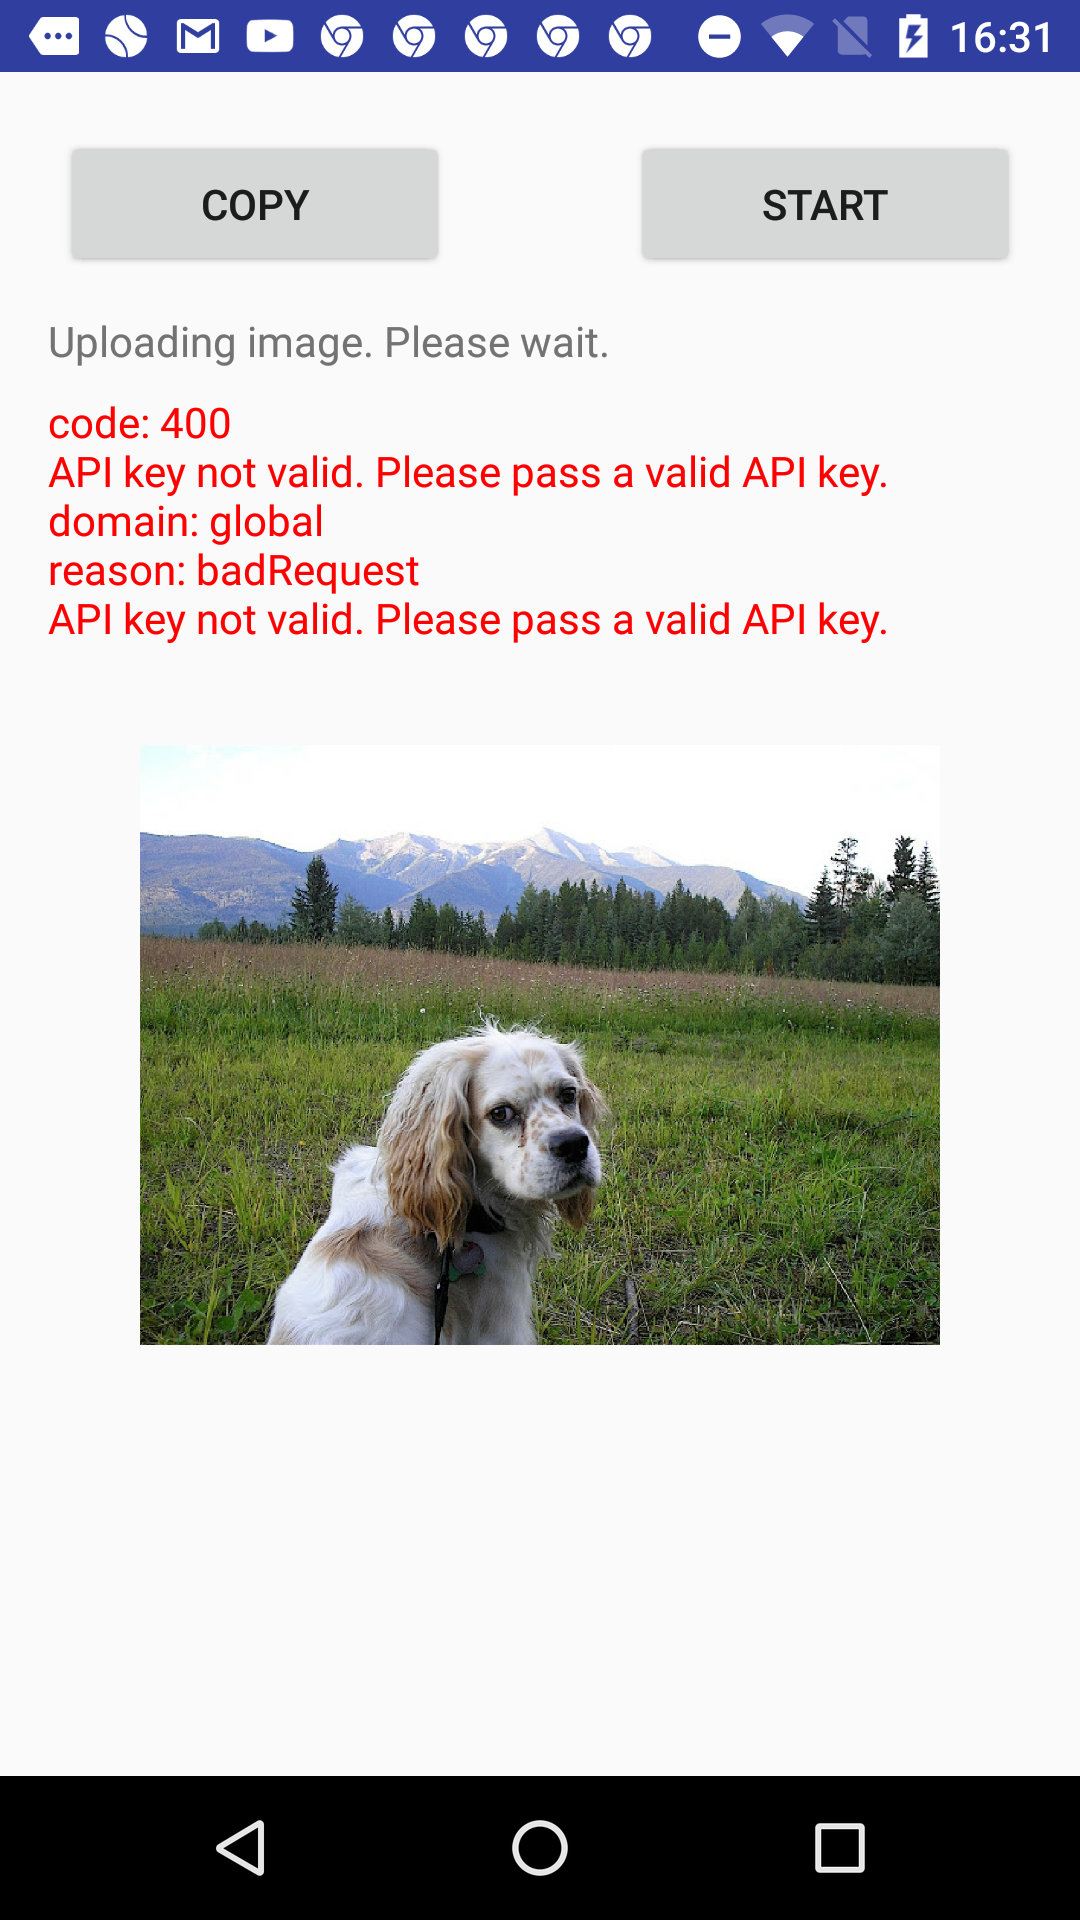 16:31
COPY
START
Uploading image. Please wait.
code: 400
API key not valid. Please pass a valid API key.
domain: global
reason: badRequest
API key not valid. Please pass a valid API key.